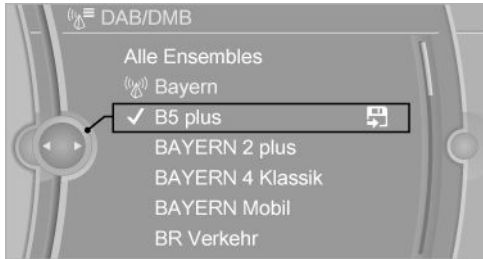 DAB/DMB
Alle Ensembles
Bayern
B5 plus
BAYERN 2 plus
BAYERN 4 Klassik
BAYERN Mobil
BR Verkehr